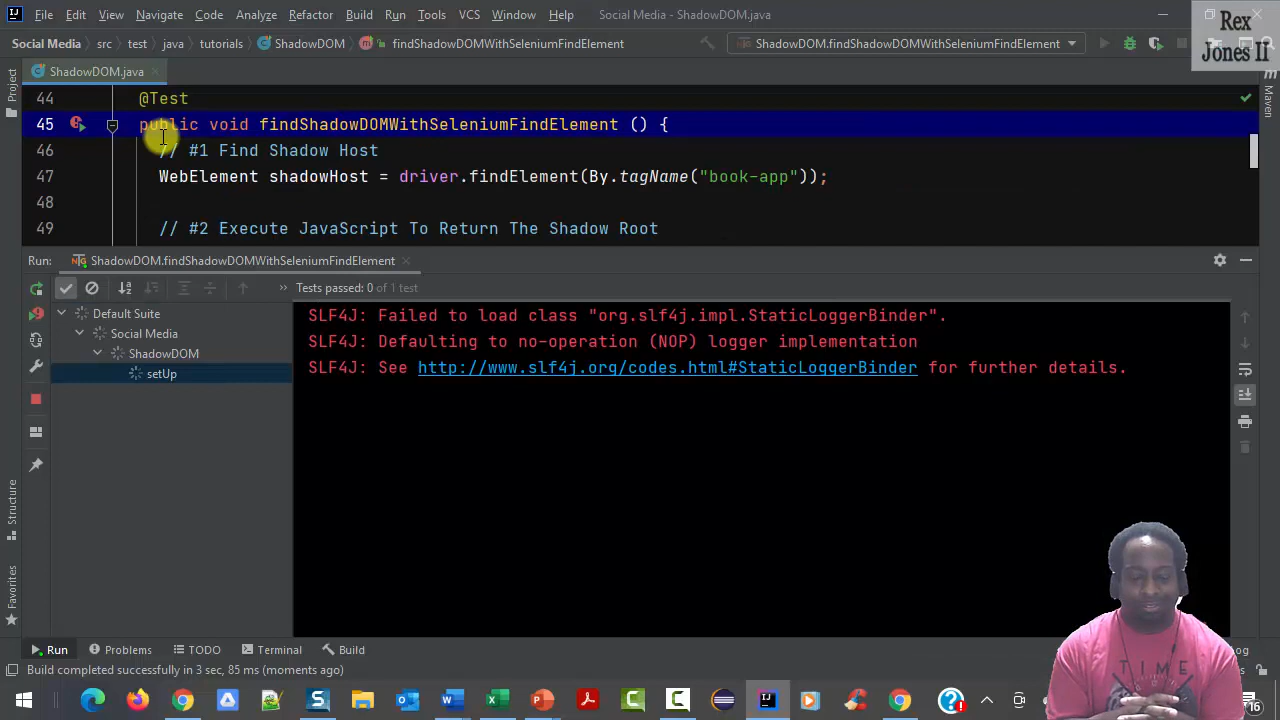 File Edit View Navigate Code Analyze Refactor Build Run Tools VCS Window Help Social Media - ShadowDOM.java
Rex
Jones II
Social Media src test java tutorials ShadowDOM findShadowDOMWithSeleniumFindElement ShadowDOM.findShadowDOMWithSeleniumFindElement
ShadowDOM.java
Project
Maven
44 @Test
45 public void findShadowDOMWithSeleniumFindElement () {
46 // #1 Find Shadow Host
47 WebElement shadowHost = driver.findElement(By.tagName("book-app"));
48
49 // #2 Execute JavaScript To Return The Shadow Root
Run: ShadowDOM.findShadowDOMWithSeleniumFindElement
Tests passed: 0 of 1 test
Default Suite
Social Media
ShadowDOM
setUp
SLF4J: Failed to load class "org.slf4j.impl.StaticLoggerBinder".
SLF4J: Defaulting to no-operation (NOP) logger implementation
SLF4J: See http://www.slf4j.org/codes.html#StaticLoggerBinder for further details.
Structure
Favorites
TIME
Run Problems TODO Terminal Build
Build completed successfully in 3 sec, 85 ms (moments ago)